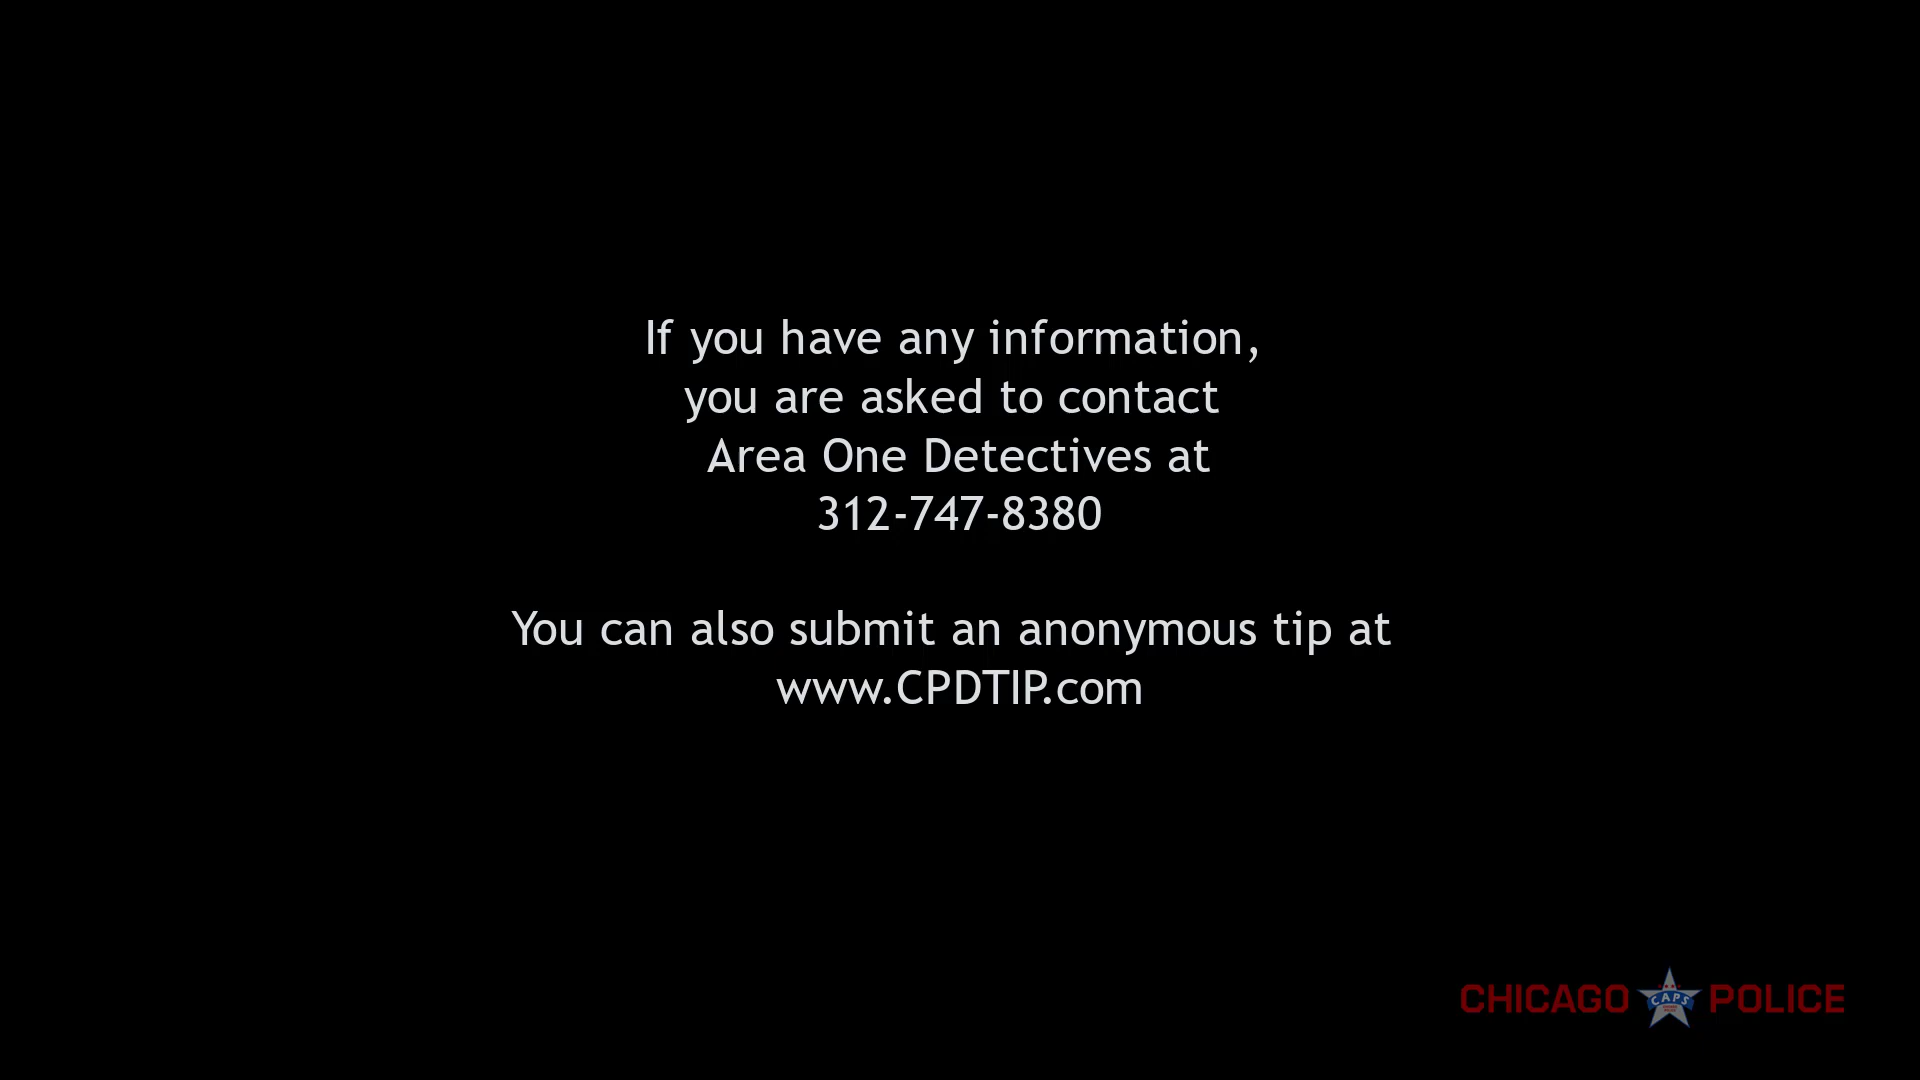 If you have any information,
you are asked to contact
Area One Detectives at
312-747-8380
You can also submit an anonymous tip at
www.CPDTIP.com
CHICAGO CAPS POLICE